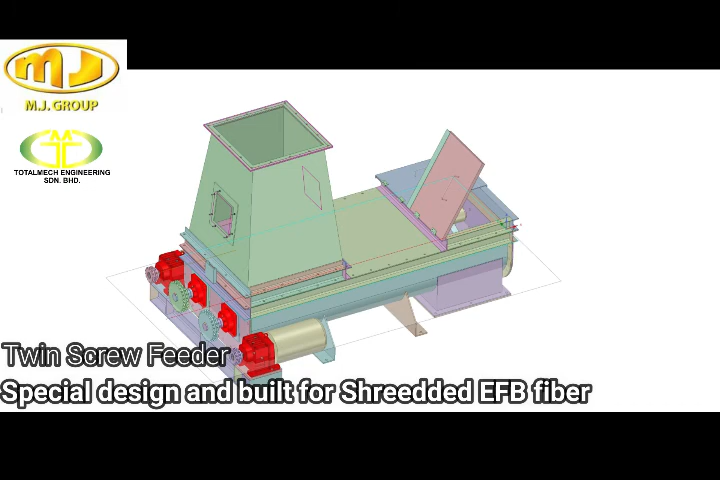 MJ
M.J. GROUP
TOTALMECH ENGINEERING
SDN. BHD.
Twin Screw Feeder
Special design and built for Shreedded EFB fiber